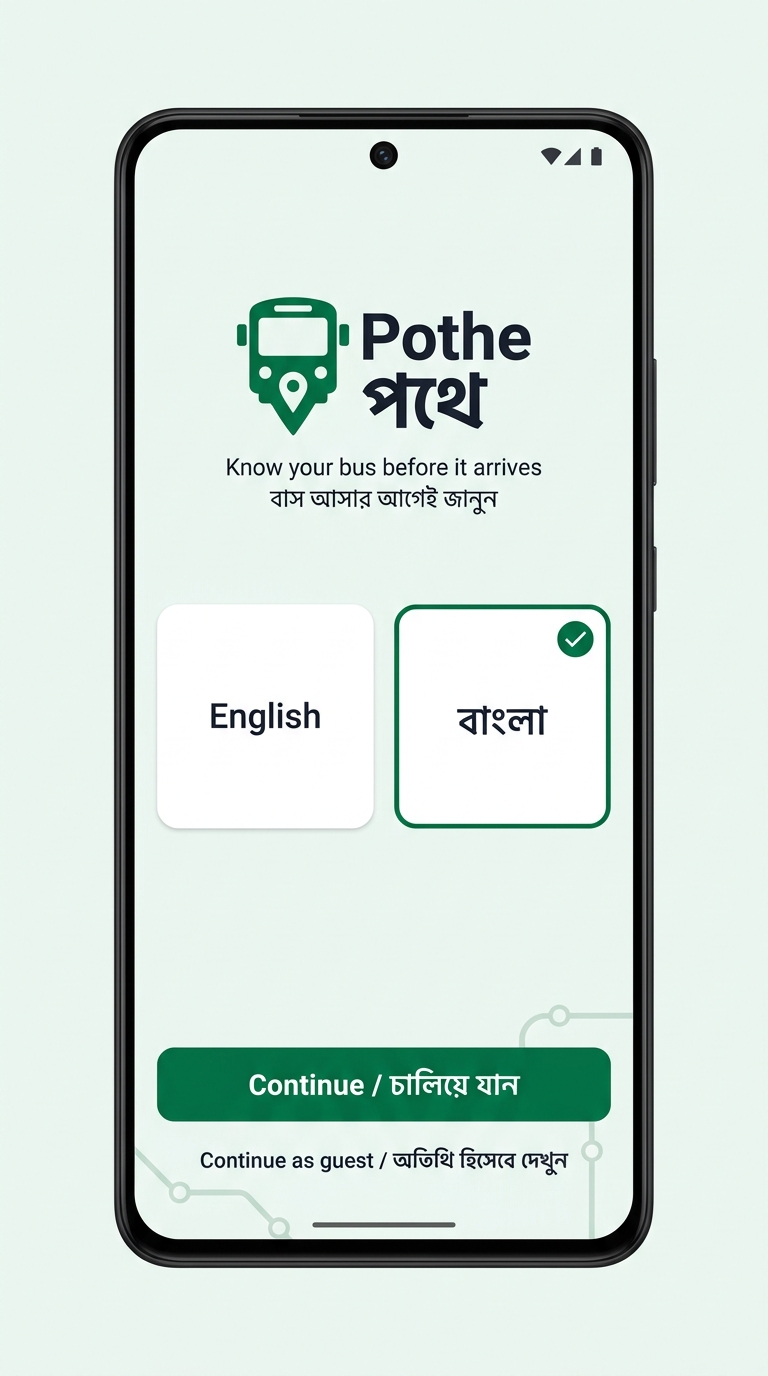 Pothe
পথে
Know your bus before it arrives
বাস আসার আগেই জানুন
English
বাংলা
Continue / চালিয়ে যান
Continue as guest / অতিথি হিসেবে দেখুন